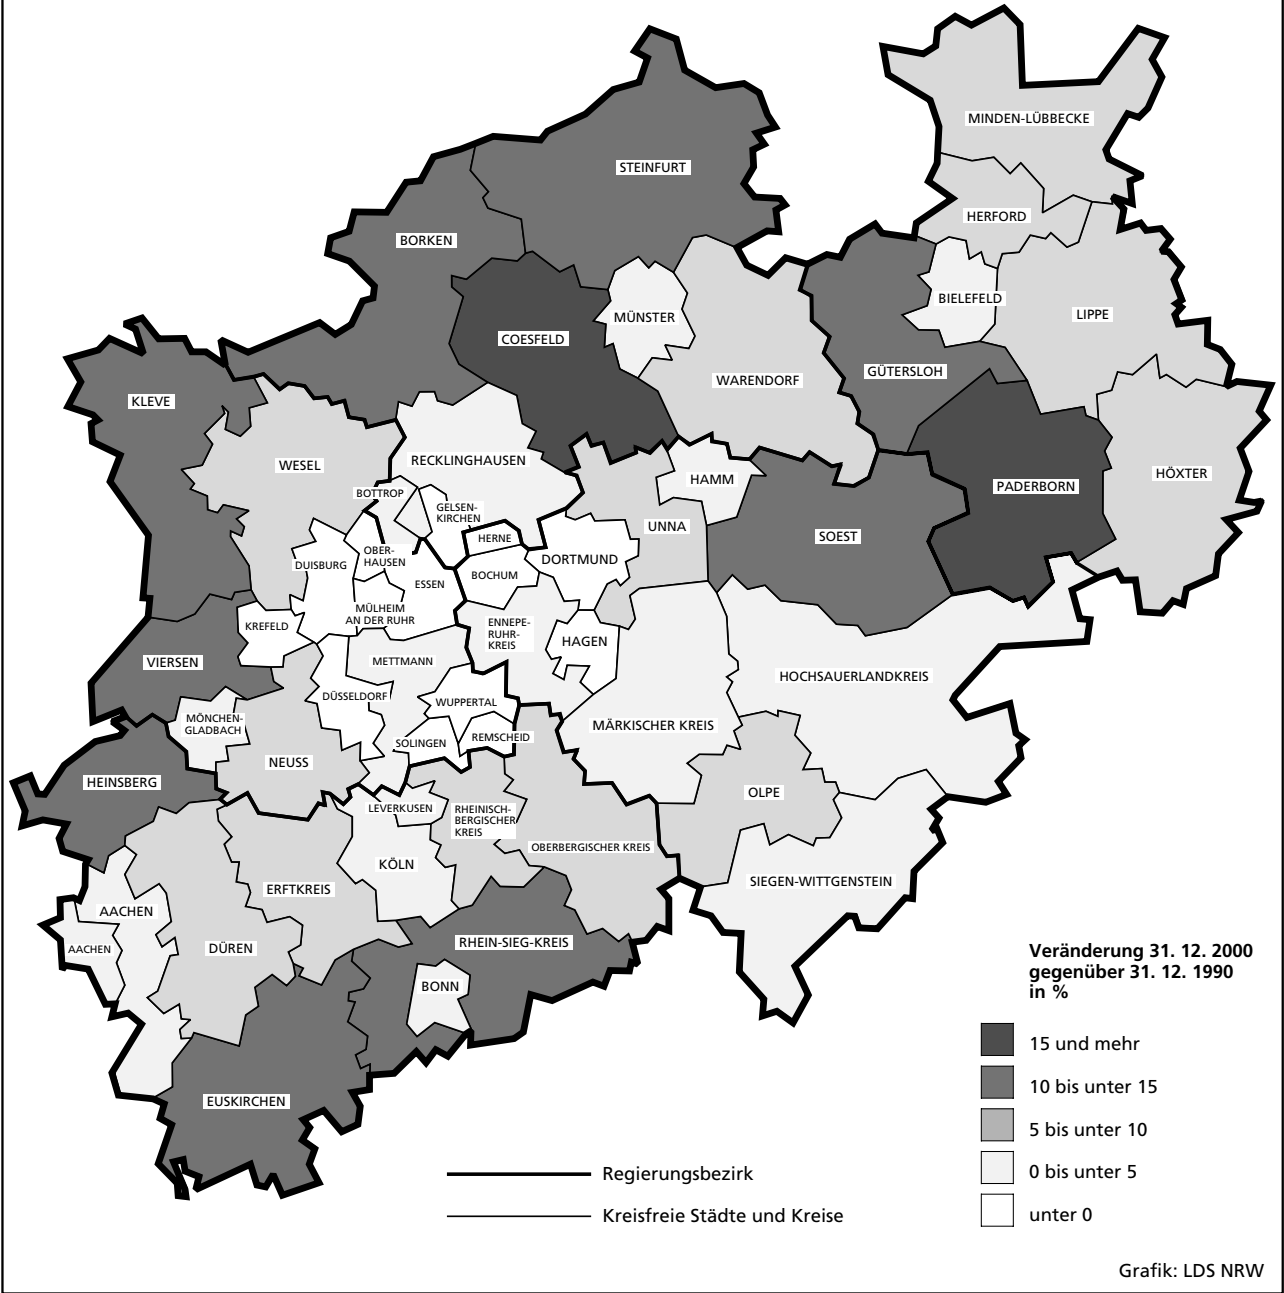 MINDEN-LÜBBECKE
STEINFURT
HERFORD
BORKEN
BIELEFELD
LIPPE
MÜNSTER
COESFELD
GÜTERSLOH
WARENDORF
KLEVE
RECKLINGHAUSEN
WESEL
HÖXTER
HAMM
PADERBORN
BOTTROP
GELSEN-
KIRCHEN
UNNA
SOEST
HERNE
OBER-
HAUSEN
DORTMUND
DUISBURG
BOCHUM
ESSEN
MÜLHEIM
AN DER RUHR
KREFELD
ENNEPE-
RUHR-
KREIS
HAGEN
VIERSEN
METTMANN
HOCHSAUERLANDKREIS
DÜSSELDORF
WUPPERTAL
MÖNCHEN-
GLADBACH
MÄRKISCHER KREIS
REMSCHEID
SOLINGEN
NEUSS
HEINSBERG
OLPE
LEVERKUSEN
RHEINISCH-
BERGISCHER
KREIS
OBERBERGISCHER KREIS
KÖLN
SIEGEN-WITTGENSTEIN
ERFTKREIS
AACHEN
RHEIN-SIEG-KREIS
DÜREN
AACHEN
BONN
EUSKIRCHEN
Veränderung 31. 12. 2000
gegenüber 31. 12. 1990
in %
15 und mehr
10 bis unter 15
5 bis unter 10
0 bis unter 5
unter 0
Regierungsbezirk
Kreisfreie Städte und Kreise
Grafik: LDS NRW